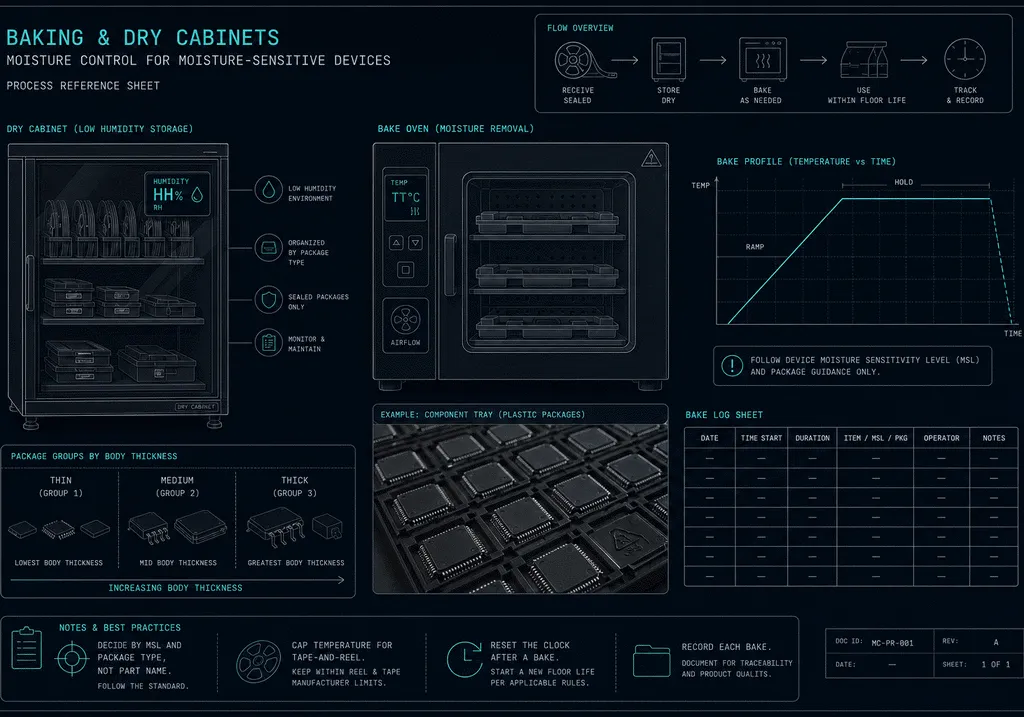 BAKING & DRY CABINETS
MOISTURE CONTROL FOR MOISTURE-SENSITIVE DEVICES
PROCESS REFERENCE SHEET
FLOW OVERVIEW
RECEIVE
SEALED
STORE
DRY
BAKE
AS NEEDED
USE
WITHIN FLOOR LIFE
TRACK
& RECORD
DRY CABINET (LOW HUMIDITY STORAGE)
HUMIDITY
HH%
RH
DRY CABINET
LOW HUMIDITY
ENVIRONMENT
ORGANIZED
BY PACKAGE
TYPE
SEALED PACKAGES
ONLY
MONITOR &
MAINTAIN
BAKE OVEN (MOISTURE REMOVAL)
TEMP
TT°C
AIRFLOW
BAKE PROFILE (TEMPERATURE vs TIME)
TEMP
HOLD
RAMP
TIME
FOLLOW DEVICE MOISTURE SENSITIVITY LEVEL (MSL)
AND PACKAGE GUIDANCE ONLY.
PACKAGE GROUPS BY BODY THICKNESS
THIN
(GROUP 1)
MEDIUM
(GROUP 2)
THICK
(GROUP 3)
LOWEST BODY THICKNESS
MID BODY THICKNESS
GREATEST BODY THICKNESS
INCREASING BODY THICKNESS
EXAMPLE: COMPONENT TRAY (PLASTIC PACKAGES)
BAKE LOG SHEET
DATE TIME START DURATION ITEM / MSL / PKG OPERATOR NOTES
— — — — — —
— — — — — —
— — — — — —
— — — — — —
— — — — — —
— — — — — —
— — — — — —
NOTES & BEST PRACTICES
DECIDE BY MSL AND
PACKAGE TYPE,
NOT PART NAME.
FOLLOW THE STANDARD.
CAP TEMPERATURE FOR
TAPE-AND-REEL.
KEEP WITHIN REEL & TAPE
MANUFACTURER LIMITS.
RESET THE CLOCK
AFTER A BAKE.
START A NEW FLOOR LIFE
PER APPLICABLE RULES.
RECORD EACH BAKE.
DOCUMENT FOR TRACEABILITY
AND PRODUCT QUALITS.
DOC ID: MC-PR-001
REV: A
DATE: —
SHEET: 1 OF 1